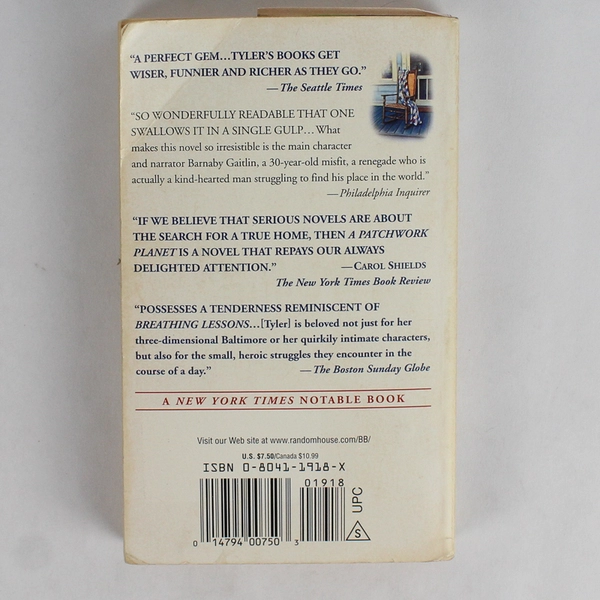 “A PERFECT GEM…TYLER’S BOOKS GET
WISER, FUNNIER AND RICHER AS THEY GO.”
—The Seattle Times
“SO WONDERFULLY READABLE THAT ONE
SWALLOWS IT IN A SINGLE GULP… What
makes this novel so irresistible is the main character
and narrator Barnaby Gaitlin, a 30-year-old misfit, a renegade who is
actually a kind-hearted man struggling to find his place in the world.”
—Philadelphia Inquirer
“IF WE BELIEVE THAT SERIOUS NOVELS ARE ABOUT
THE SEARCH FOR A TRUE HOME, THEN A PATCHWORK
PLANET IS A NOVEL THAT REPAYS OUR ALWAYS
DELIGHTED ATTENTION.” —CAROL SHIELDS
The New York Times Book Review
“POSSESSES A TENDERNESS REMINISCENT OF
BREATHING LESSONS…[Tyler] is beloved not just for her
three-dimensional Baltimore or her quirkily intimate characters,
but also for the small, heroic struggles they encounter in the
course of a day.” —The Boston Sunday Globe
A NEW YORK TIMES NOTABLE BOOK
Visit our Web site at www.randomhouse.com/BB/
U.S. $7.50/Canada $10.99
ISBN 0-8041-1918-X
01918
0 14794 00750 3
UPC
S